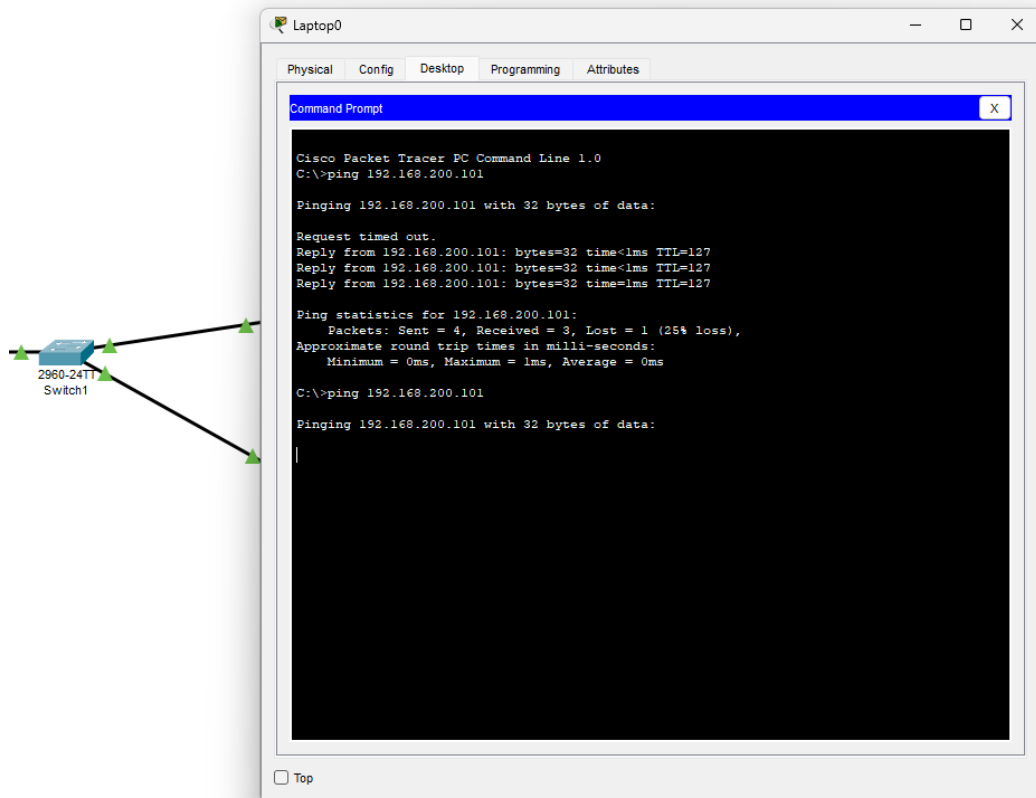 Laptop0
Physical Config Desktop Programming Attributes
Command Prompt
X
Cisco Packet Tracer PC Command Line 1.0
C:\>ping 192.168.200.101
Pinging 192.168.200.101 with 32 bytes of data:
Request timed out.
Reply from 192.168.200.101: bytes=32 time<1ms TTL=127
Reply from 192.168.200.101: bytes=32 time<1ms TTL=127
Reply from 192.168.200.101: bytes=32 time=1ms TTL=127
Ping statistics for 192.168.200.101:
Packets: Sent = 4, Received = 3, Lost = 1 (25% loss),
Approximate round trip times in milli-seconds:
Minimum = 0ms, Maximum = 1ms, Average = 0ms
C:\>ping 192.168.200.101
Pinging 192.168.200.101 with 32 bytes of data:
2960-24TT
Switch1
Top